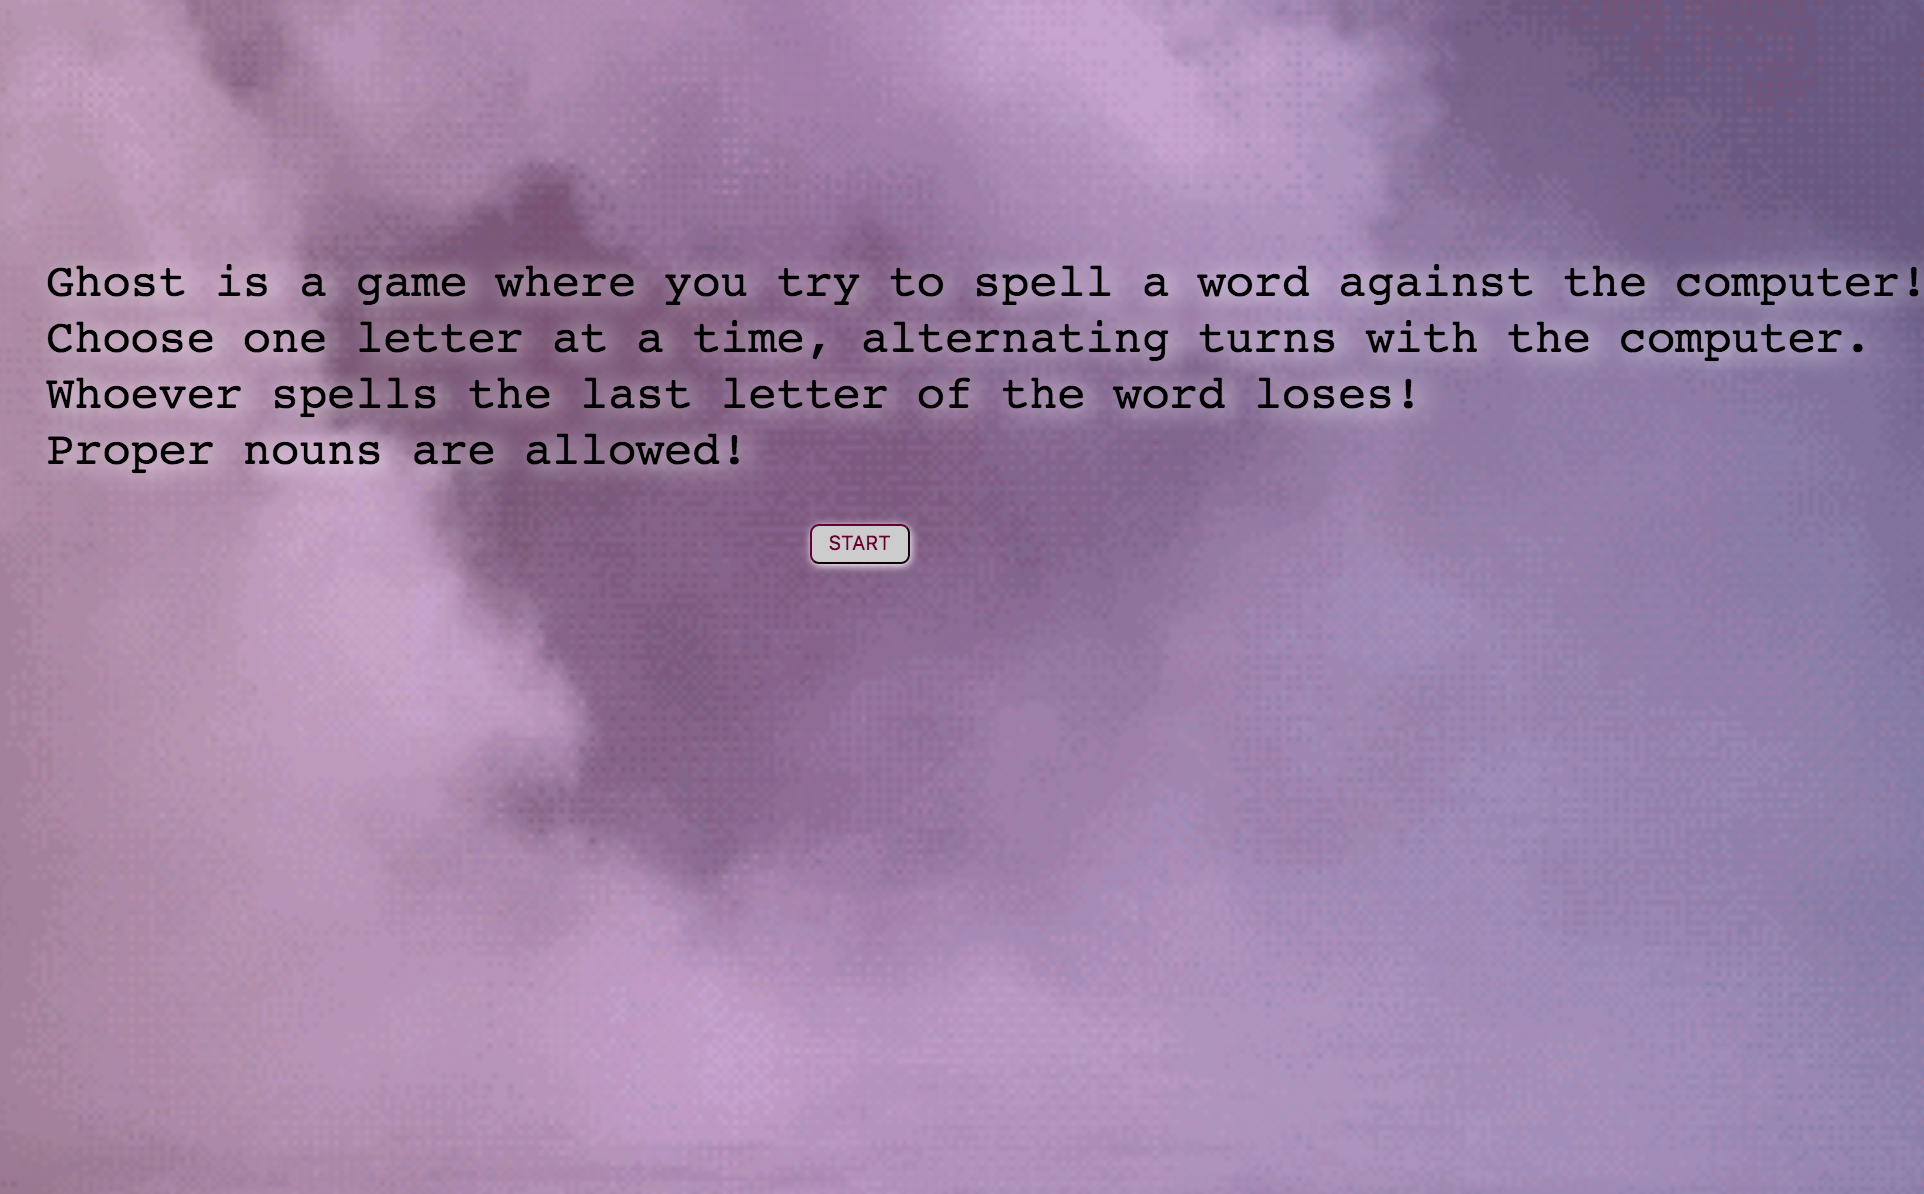 Ghost is a game where you try to spell a word against the computer!
Choose one letter at a time, alternating turns with the computer.
Whoever spells the last letter of the word loses!
Proper nouns are allowed!
START